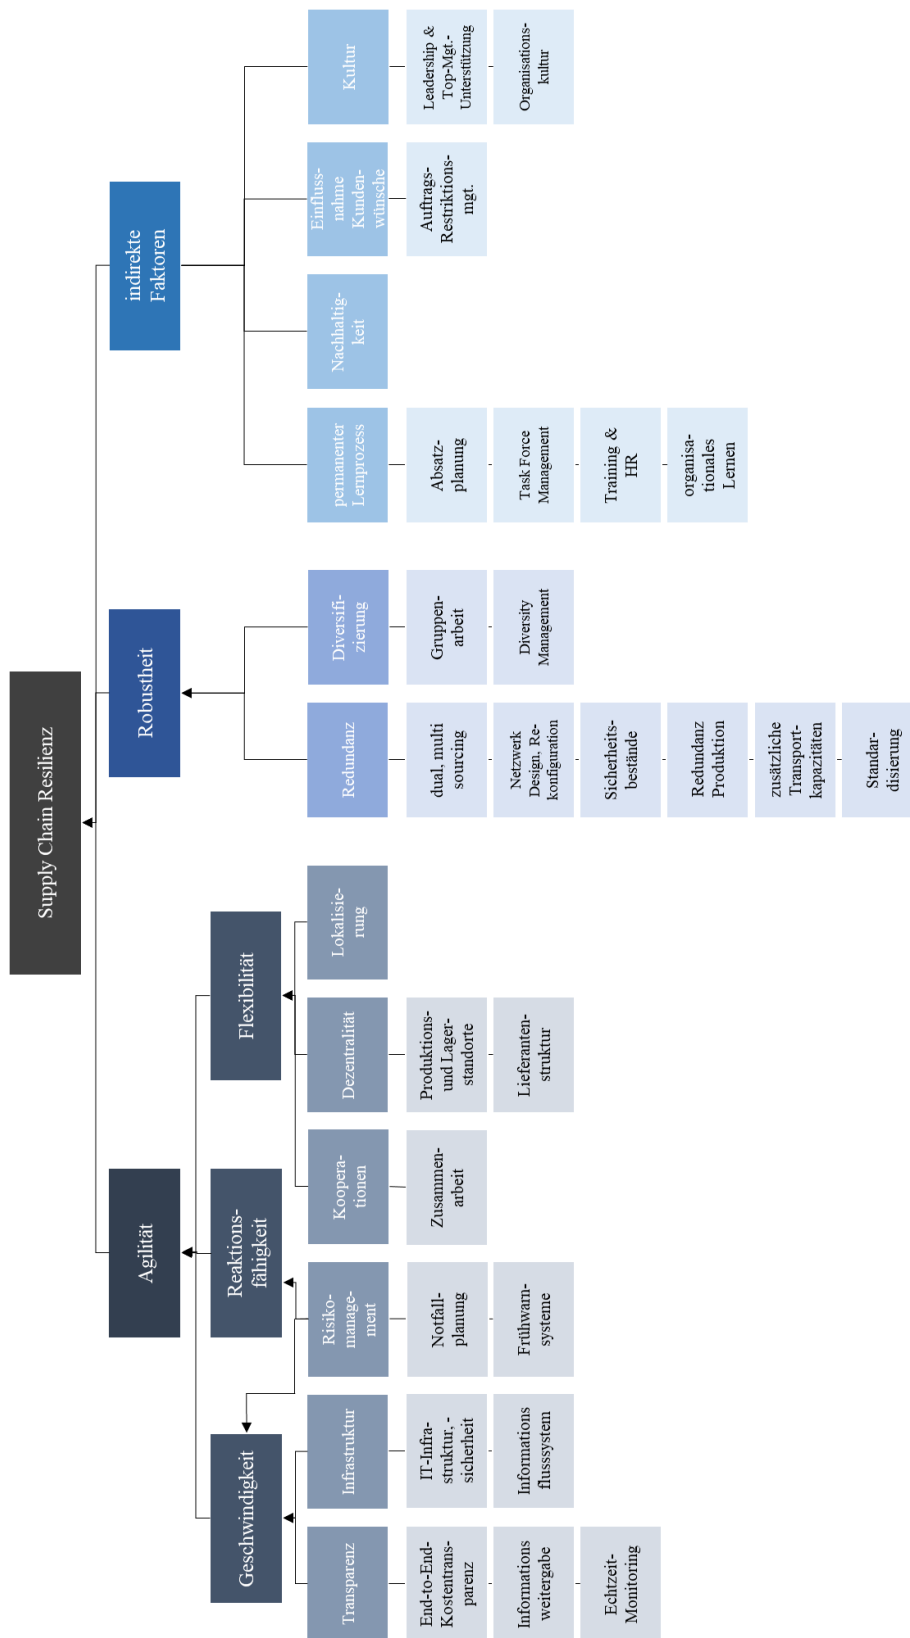 Supply Chain Resilienz
Agilität
Robustheit
indirekte
Faktoren
Geschwindigkeit
Reaktions-
fähigkeit
Flexibilität
Transparenz
Infrastruktur
Risiko-
manage-
ment
Koopera-
tionen
Dezentralität
Lokalisie-
rung
Redundanz
Diversifi-
zierung
permanenter
Lernprozess
Nachhaltig-
keit
Einfluss-
nahme
Kunden-
wünsche
Kultur
End-to-End-
Kostentrans-
parenz
IT-Infra-
struktur, -
sicherheit
Notfall-
planung
Zusammen-
arbeit
Produktions-
und Lager-
standorte
dual, multi
sourcing
Gruppen-
arbeit
Absatz-
planung
Auftrags-
Restriktions-
mgt.
Leadership &
Top-Mgt.-
Unterstützung
Informations
weitergabe
Informations
flusssystem
Frühwarn-
systeme
Lieferanten-
struktur
Netzwerk
Design, Re-
konfiguration
Diversity
Management
Task Force
Management
Organisations-
kultur
Echtzeit-
Monitoring
Sicherheits-
bestände
Training &
HR
Redundanz
Produktion
organisa-
tionales
Lernen
zusätzliche
Transport-
kapazitäten
Standar-
disierung